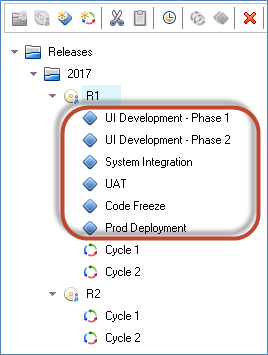 Releases
2017
R1
UI Development - Phase 1
UI Development - Phase 2
System Integration
UAT
Code Freeze
Prod Deployment
Cycle 1
Cycle 2
R2
Cycle 1
Cycle 2